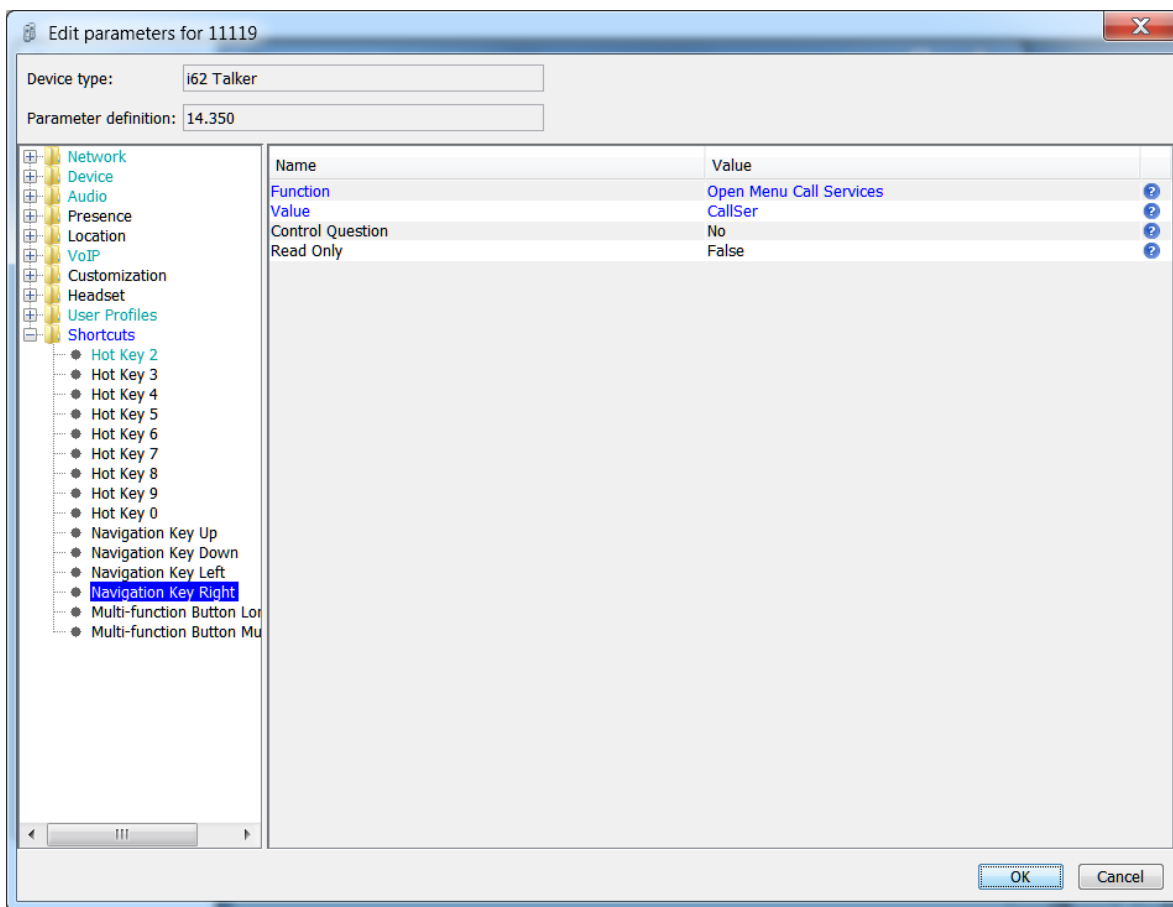 Edit parameters for 11119
Device type: i62 Talker
Parameter definition: 14.350
Network
Device
Audio
Presence
Location
VoIP
Customization
Headset
User Profiles
Shortcuts
Hot Key 2
Hot Key 3
Hot Key 4
Hot Key 5
Hot Key 6
Hot Key 7
Hot Key 8
Hot Key 9
Hot Key 0
Navigation Key Up
Navigation Key Down
Navigation Key Left
Navigation Key Right
Multi-function Button Lor
Multi-function Button Mu
Name Value
Function Open Menu Call Services
Value CallSer
Control Question No
Read Only False
OK Cancel